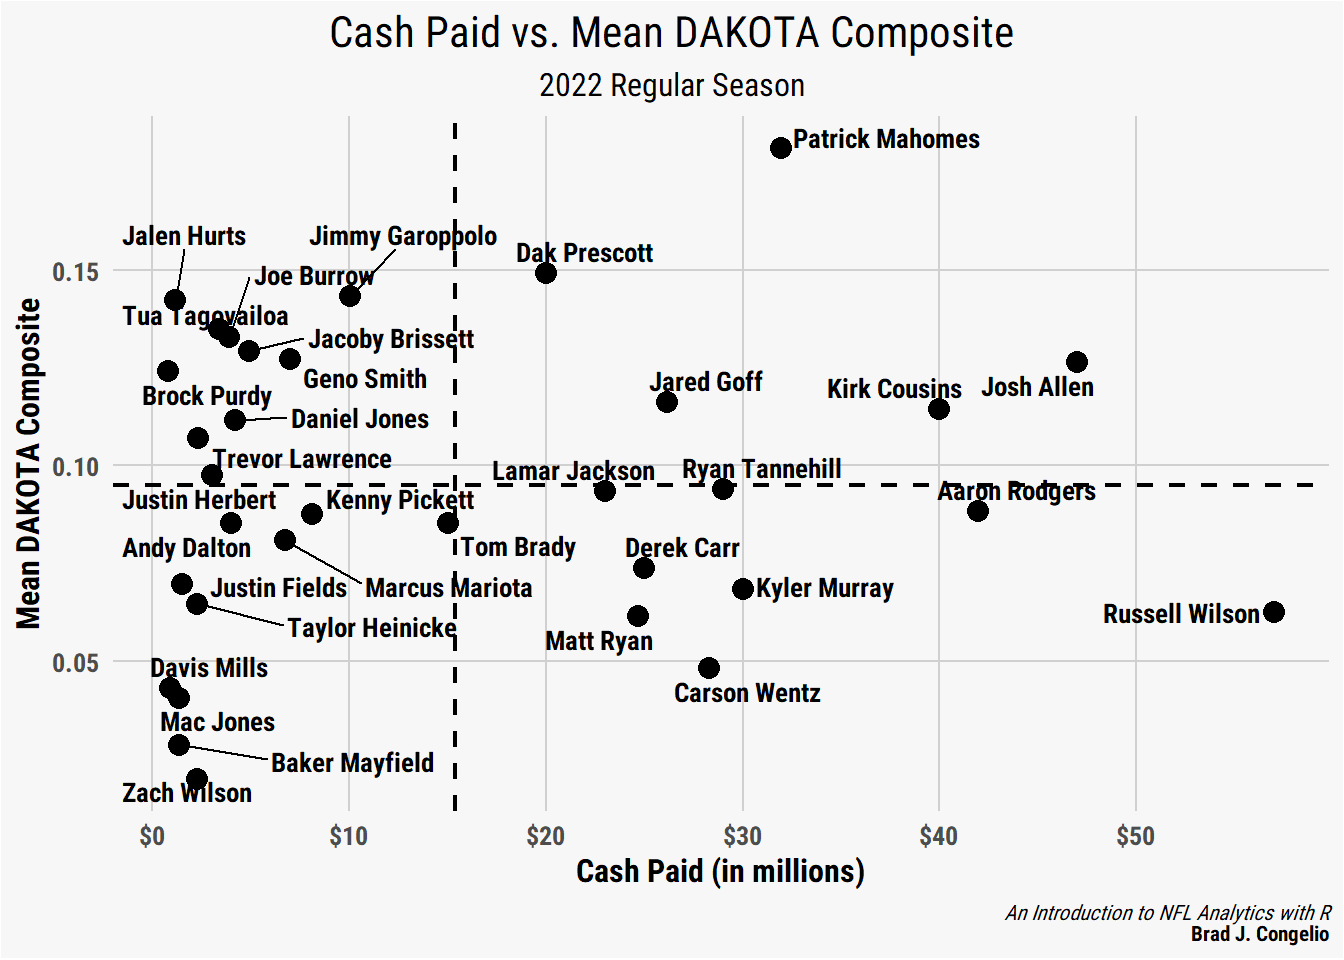 Cash Paid vs. Mean DAKOTA Composite
2022 Regular Season
Patrick Mahomes
Jalen Hurts
Jimmy Garoppolo
Dak Prescott
Joe Burrow
Tua Tagovailoa
Jacoby Brissett
Geno Smith
Jared Goff
Kirk Cousins
Josh Allen
Brock Purdy
Daniel Jones
Trevor Lawrence
Lamar Jackson
Ryan Tannehill
Aaron Rodgers
Justin Herbert
Kenny Pickett
Andy Dalton
Tom Brady
Derek Carr
Justin Fields
Marcus Mariota
Kyler Murray
Russell Wilson
Taylor Heinicke
Matt Ryan
Davis Mills
Carson Wentz
Mac Jones
Baker Mayfield
Zach Wilson
0.15
0.10
0.05
Mean DAKOTA Composite
$0
$10
$20
$30
$40
$50
Cash Paid (in millions)
An Introduction to NFL Analytics with R
Brad J. Congelio